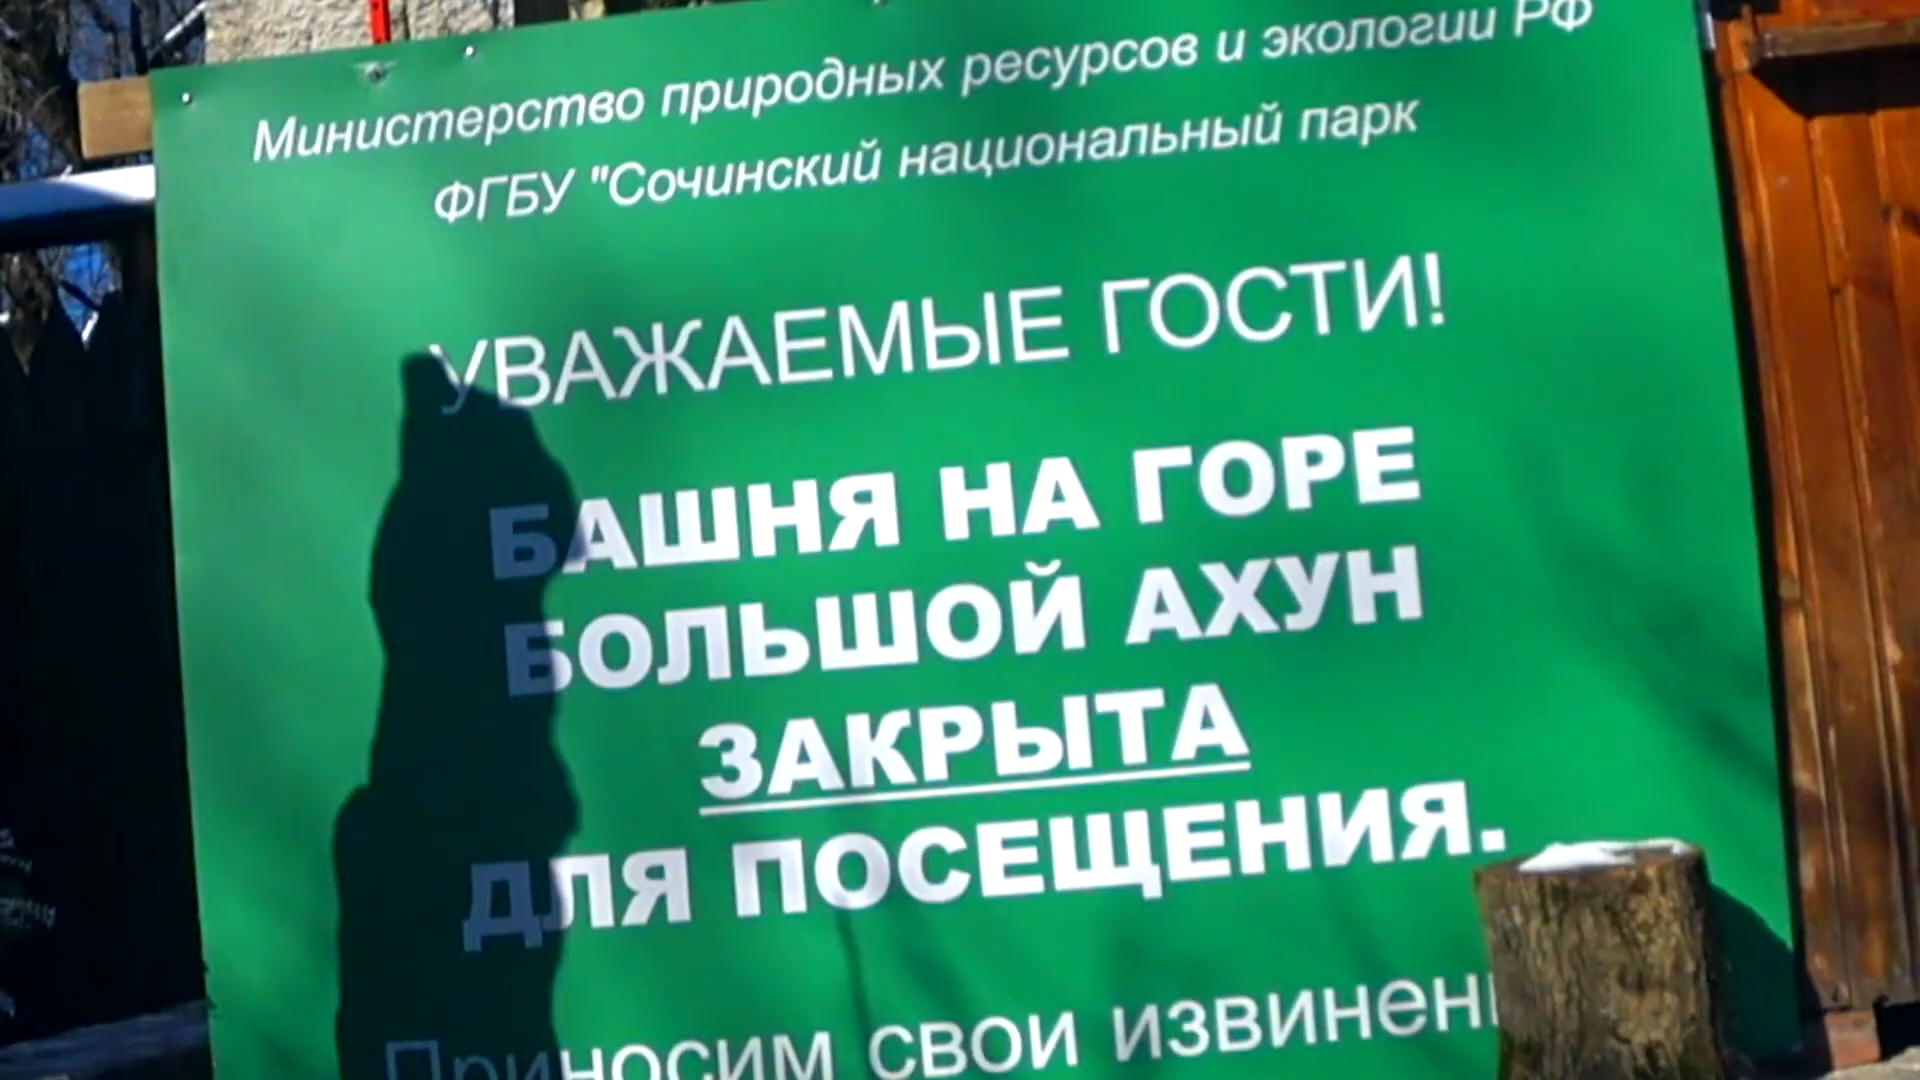 Министерство природных ресурсов и экологии РФ
ФГБУ "Сочинский национальный парк
УВАЖАЕМЫЕ ГОСТИ!
БАШНЯ НА ГОРЕ
БОЛЬШОЙ АХУН
ЗАКРЫТА
ДЛЯ ПОСЕЩЕНИЯ.
Приносим свои извинен